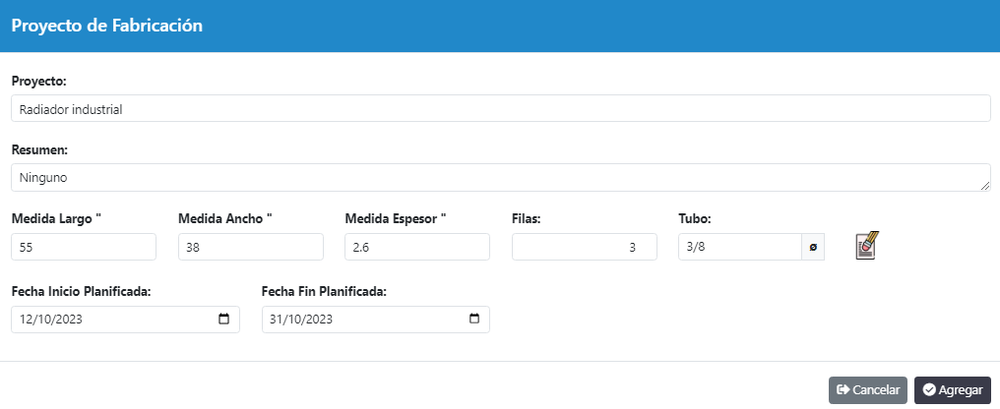 Proyecto de Fabricación
Proyecto:
Radiador industrial
Resumen:
Ninguno
Medida Largo " Medida Ancho " Medida Espesor " Filas: Tubo:
55 38 2.6 3 3/8 ø
Fecha Inicio Planificada: Fecha Fin Planificada:
12/10/2023 31/10/2023
Cancelar Agregar